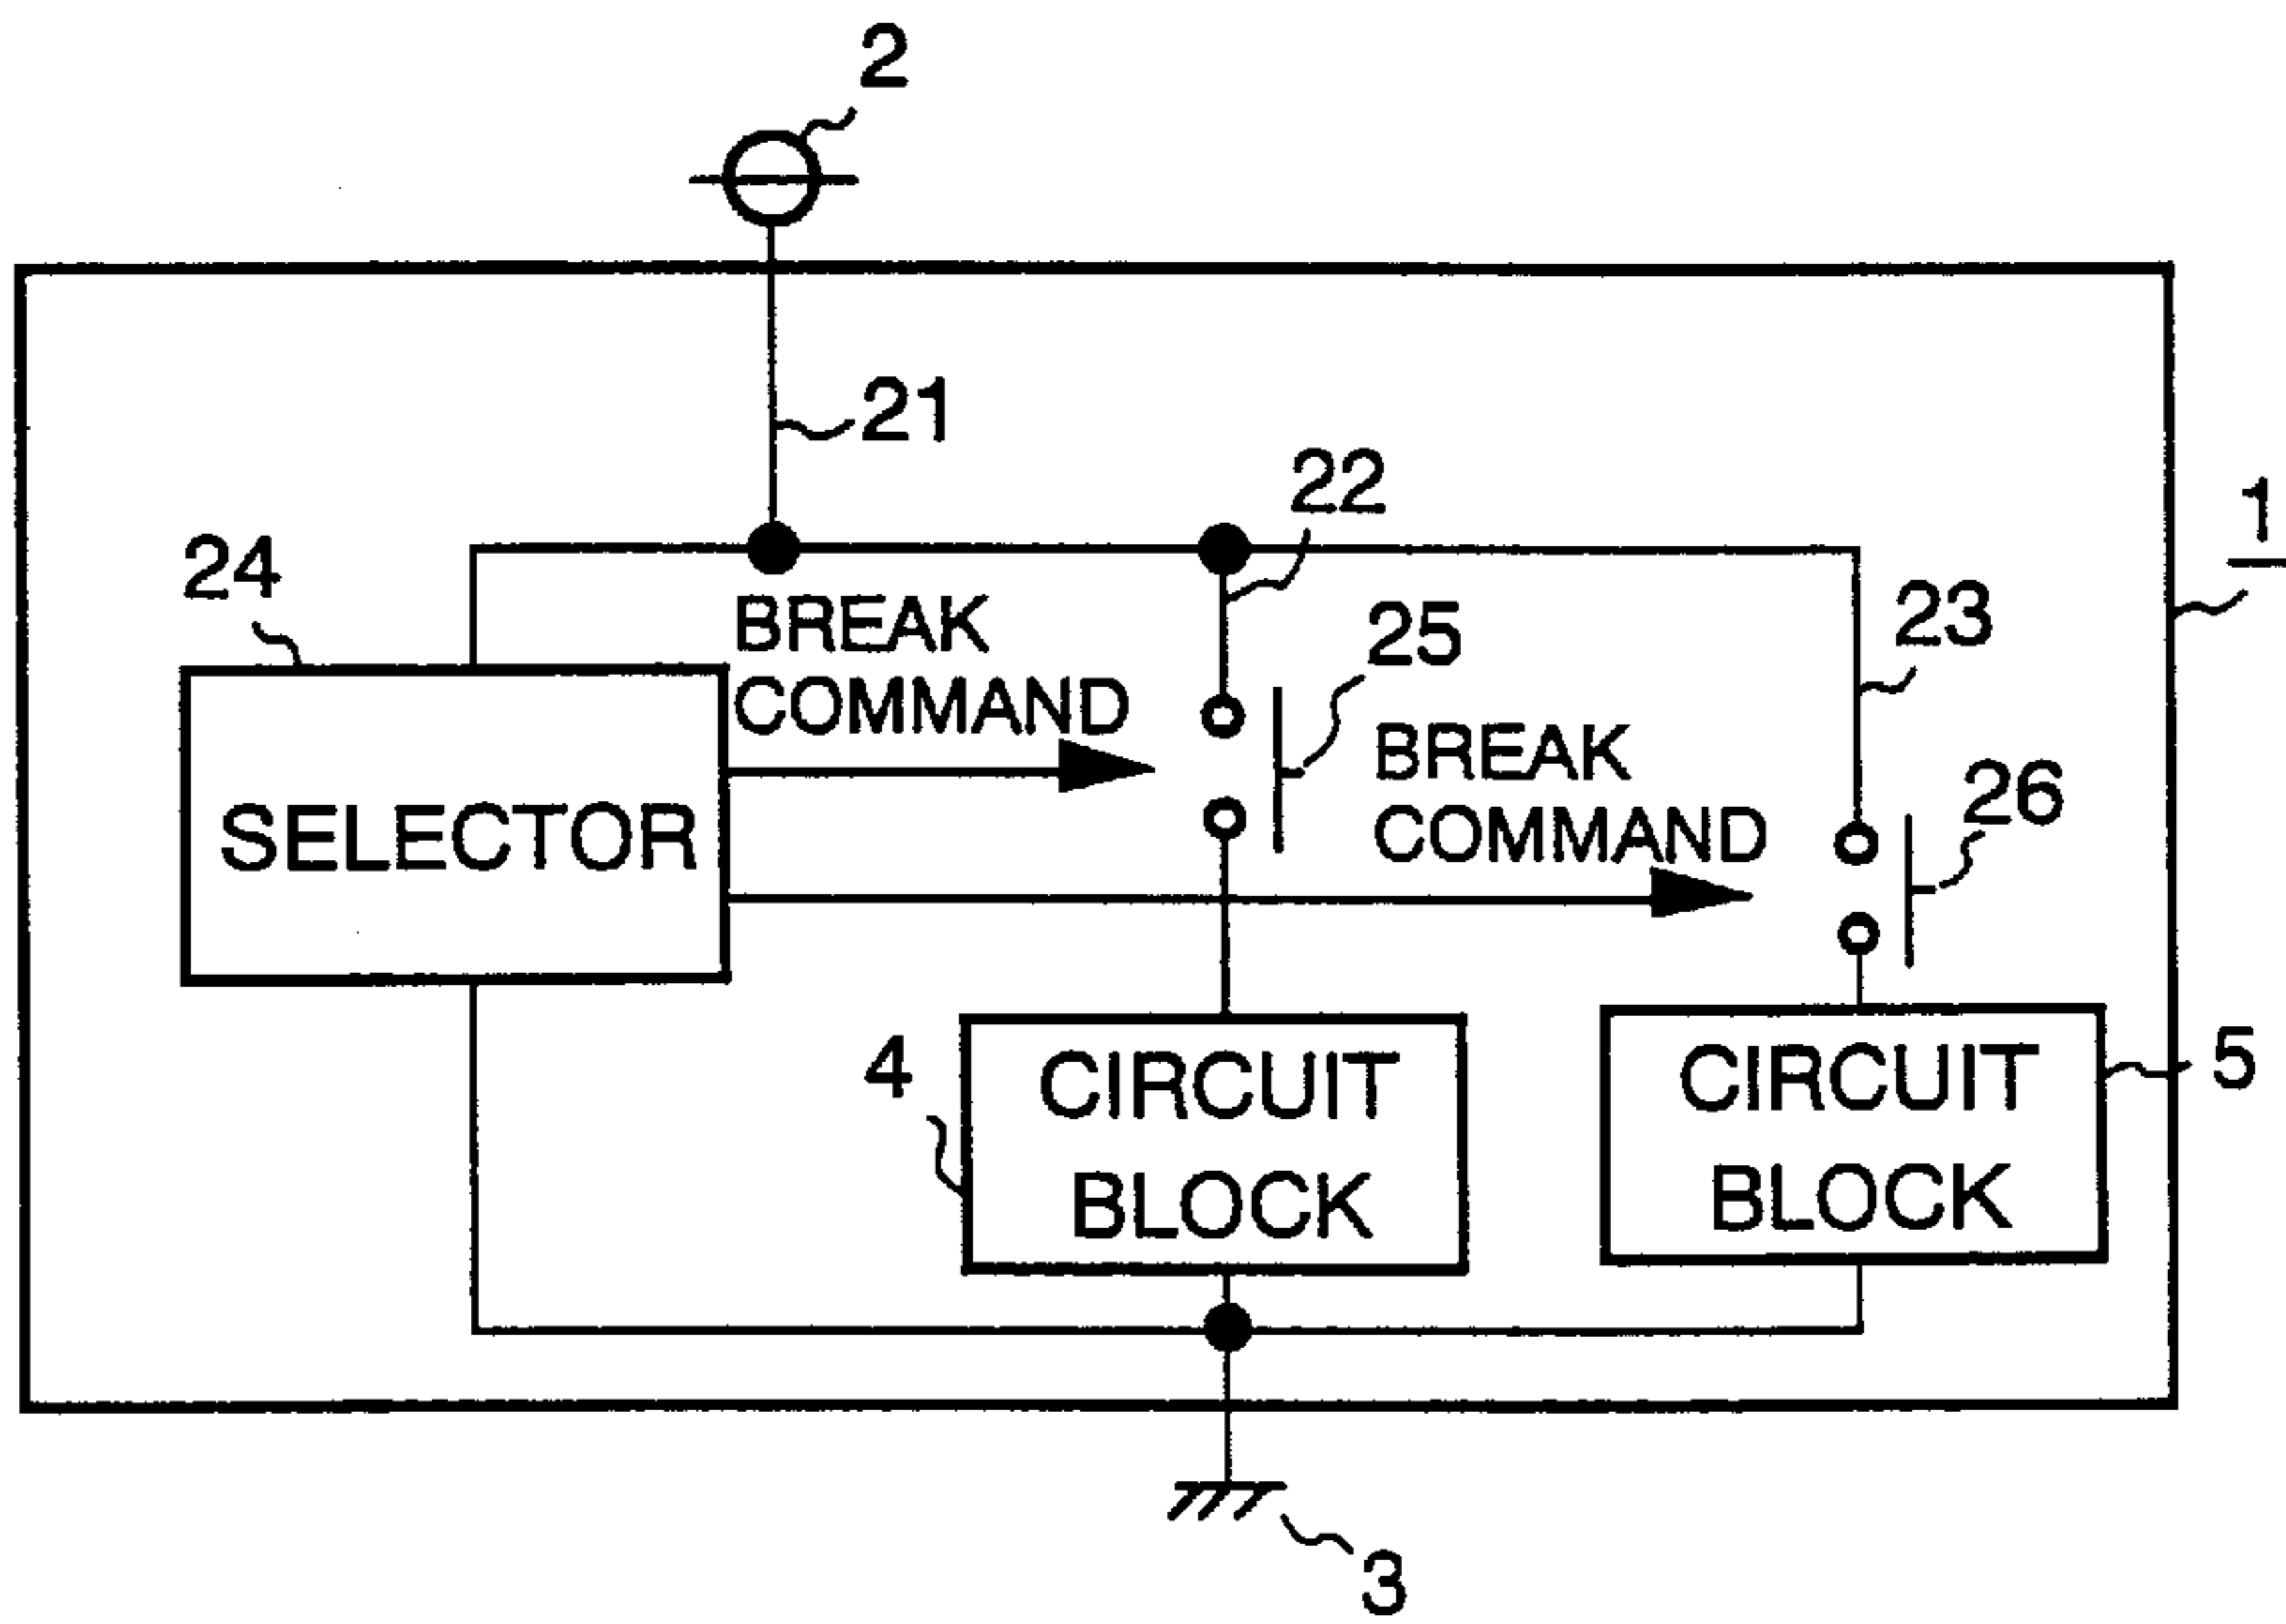 2
21
22
1
24
BREAK
COMMAND
25
23
BREAK
COMMAND
26
SELECTOR
4
CIRCUIT
BLOCK
CIRCUIT
BLOCK
5
3